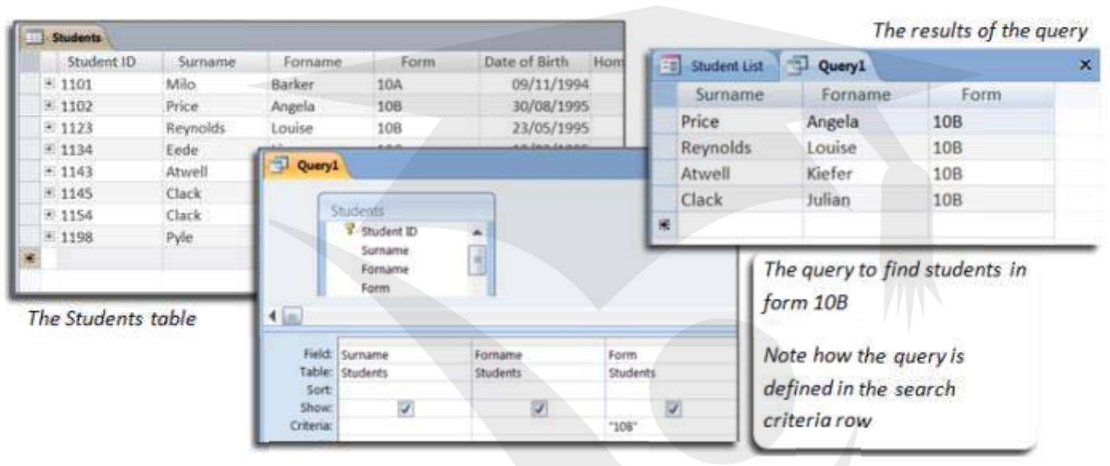 Students
Student ID Surname Forname Form Date of Birth Hom
1101 Milo Barker 10A 09/11/1994
1102 Price Angela 10B 30/08/1995
1123 Reynolds Louise 10B 23/05/1995
1134 Eede
1143 Atwell
1145 Clack
1154 Clack
1198 Pyle
The Students table
Query1
Students
Student ID
Surname
Forname
Form
Field: Surname Forname Form
Table: Students Students Students
Sort:
Show:
Criteria: "10B"
The results of the query
Student List Query1
Surname Forname Form
Price Angela 10B
Reynolds Louise 10B
Atwell Kiefer 10B
Clack Julian 10B
The query to find students in
form 10B
Note how the query is
defined in the search
criteria row